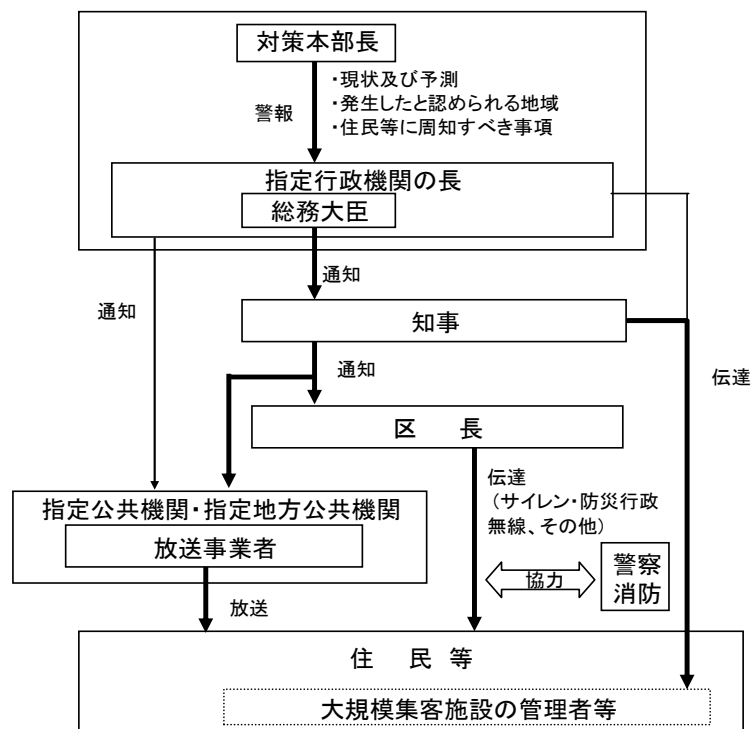 対策本部長
・現状及び予測
・発生したと認められる地域
・住民等に周知すべき事項
警報
指定行政機関の長
総務大臣
通知
通知
知事
通知
伝達
区 長
伝達
（サイレン・防災行政
無線、その他）
指定公共機関・指定地方公共機関
放送事業者
協力
警察
消防
放送
住 民 等
大規模集客施設の管理者等